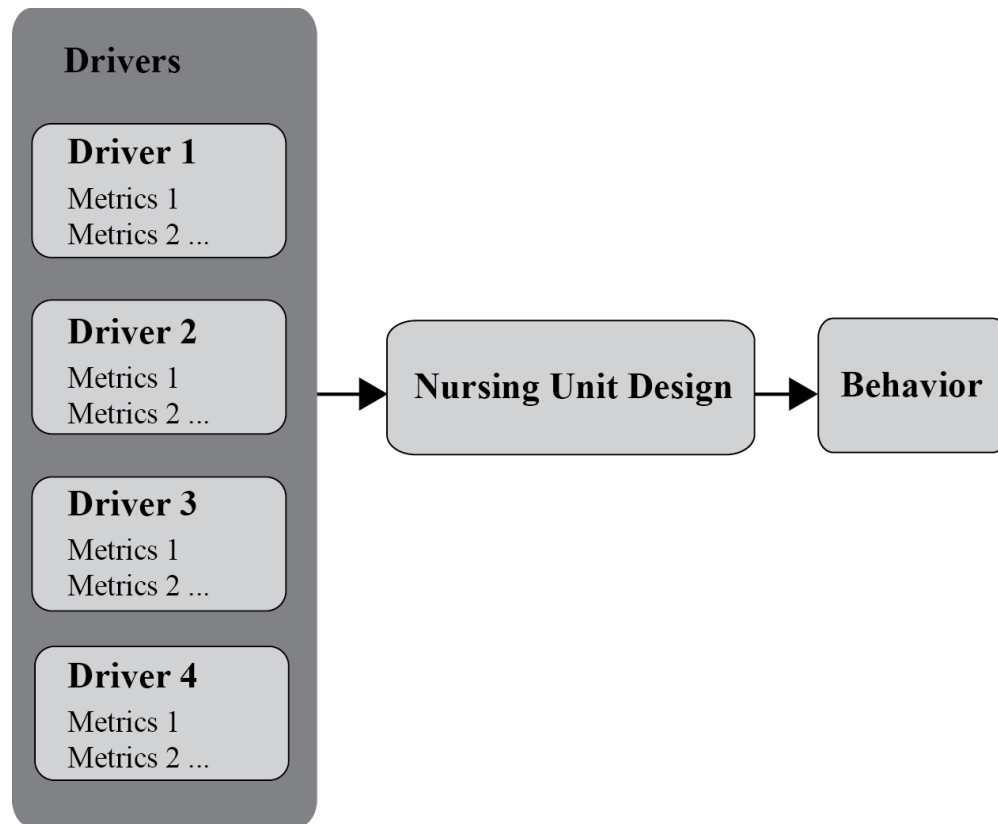 Drivers
Driver 1
Metrics 1
Metrics 2 ...
Driver 2
Metrics 1
Metrics 2 ...
Driver 3
Metrics 1
Metrics 2 ...
Driver 4
Metrics 1
Metrics 2 ...
Nursing Unit Design
Behavior